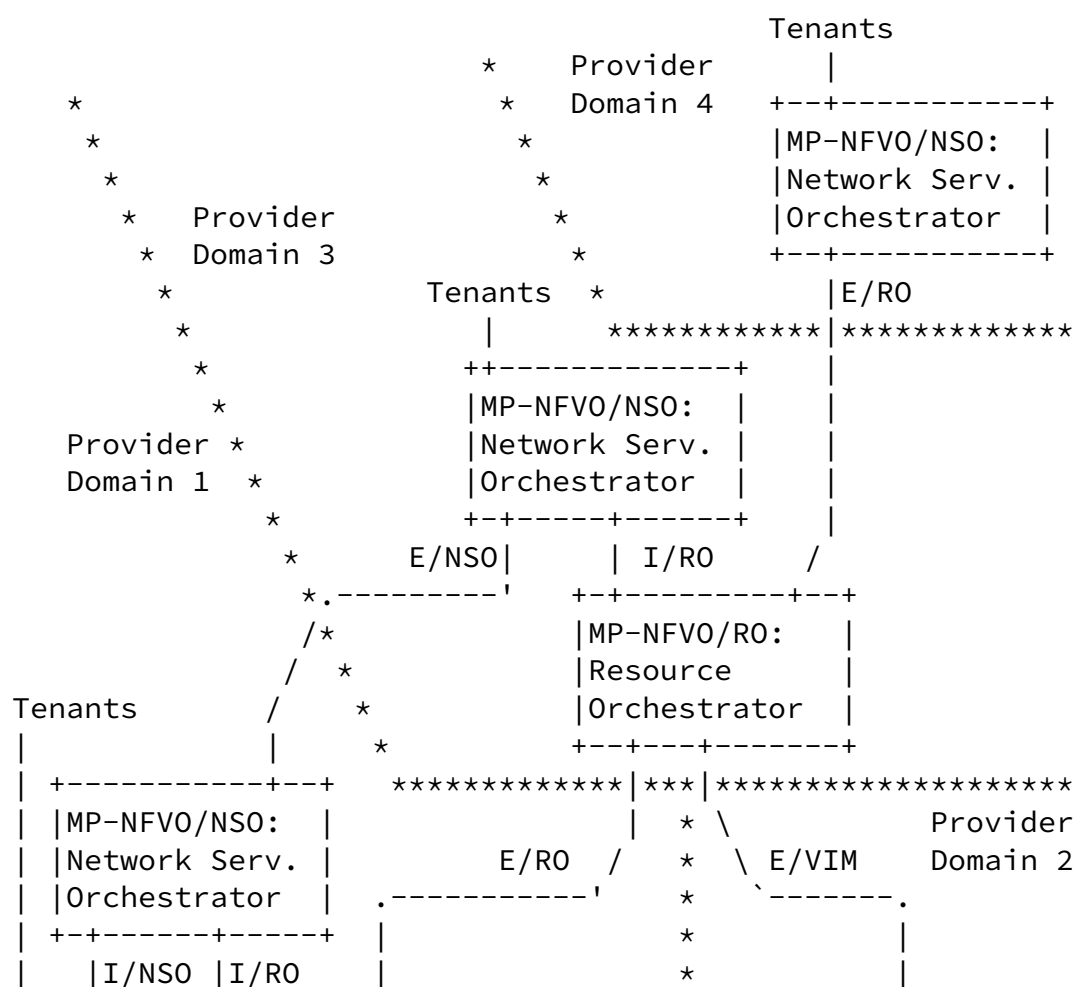 Tenants
                          *    Provider      |
   *                       *   Domain 4   +--+-----------+
    *                       *             |MP-NFVO/NSO:  |
     *                       *            |Network Serv. |
      *   Provider            *           |Orchestrator  |
       *  Domain 3             *          +--+-----------+
        *              Tenants  *            |E/RO
         *                |      ************|*************
          *              ++-------------+    |
           *             |MP-NFVO/NSO:  |    |
   Provider *            |Network Serv. |    |
   Domain 1  *           |Orchestrator  |    |
              *          +-+-----+------+    |
               *      E/NSO|     | I/RO     /
                *.---------'   +-+---------+--+
                /*             |MP-NFVO/RO:   |
               /  *            |Resource      |
Tenants       /    *           |Orchestrator  |
|             |     *          +--+---+-------+
| +-----------+--+   *************|***|********************
| |MP-NFVO/NSO:  |                |  * \           Provider
| |Network Serv. |         E/RO  /   *  \ E/VIM    Domain 2
| |Orchestrator  |  .-----------'    *   `-------.
| +-+------+-----+  |                *           |
|   |I/NSO |I/RO    |                *           |